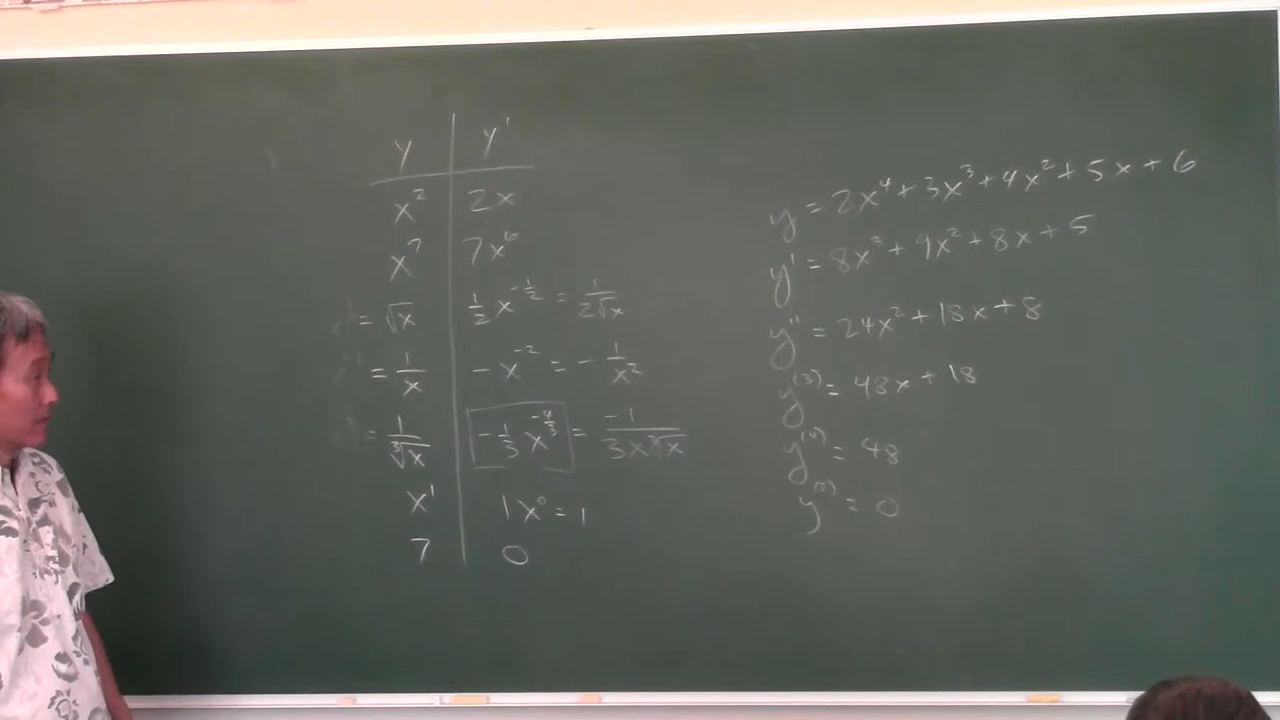 y | y'
x² | 2x
x⁷ | 7x⁶
= √x | ½x^(-1/2) = 1/(2√x)
= 1/x | -x⁻² = -1/x²
= 1/∛x | -⅓x^(-4/3) = -1/(3x∛x)
x¹ | 1x⁰ = 1
7 | 0
y = 2x⁴ + 3x³ + 4x² + 5x + 6
y' = 8x³ + 9x² + 8x + 5
y'' = 24x² + 18x + 8
y⁽³⁾ = 48x + 18
y⁽⁴⁾ = 48
y⁽⁵⁾ = 0